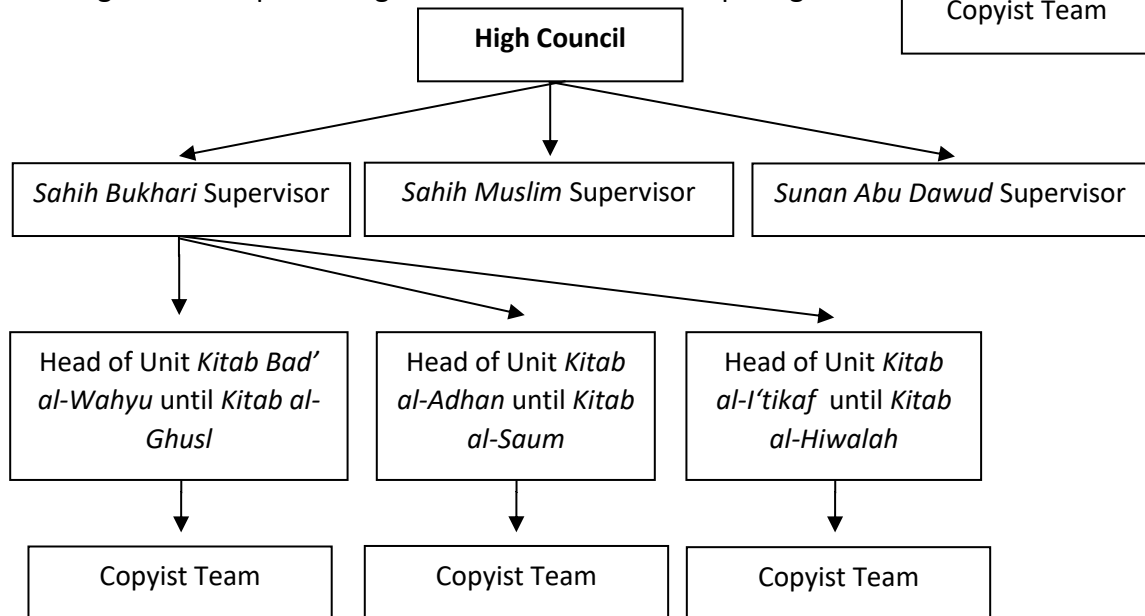 Copyist Team
High Council
Sahih Bukhari Supervisor
Sahih Muslim Supervisor
Sunan Abu Dawud Supervisor
Head of Unit Kitab Bad’
al-Wahyu until Kitab al-
Ghusl
Head of Unit Kitab
al-Adhan until Kitab
al-Saum
Head of Unit Kitab
al-I‘tikaf until Kitab
al-Hiwalah
Copyist Team
Copyist Team
Copyist Team